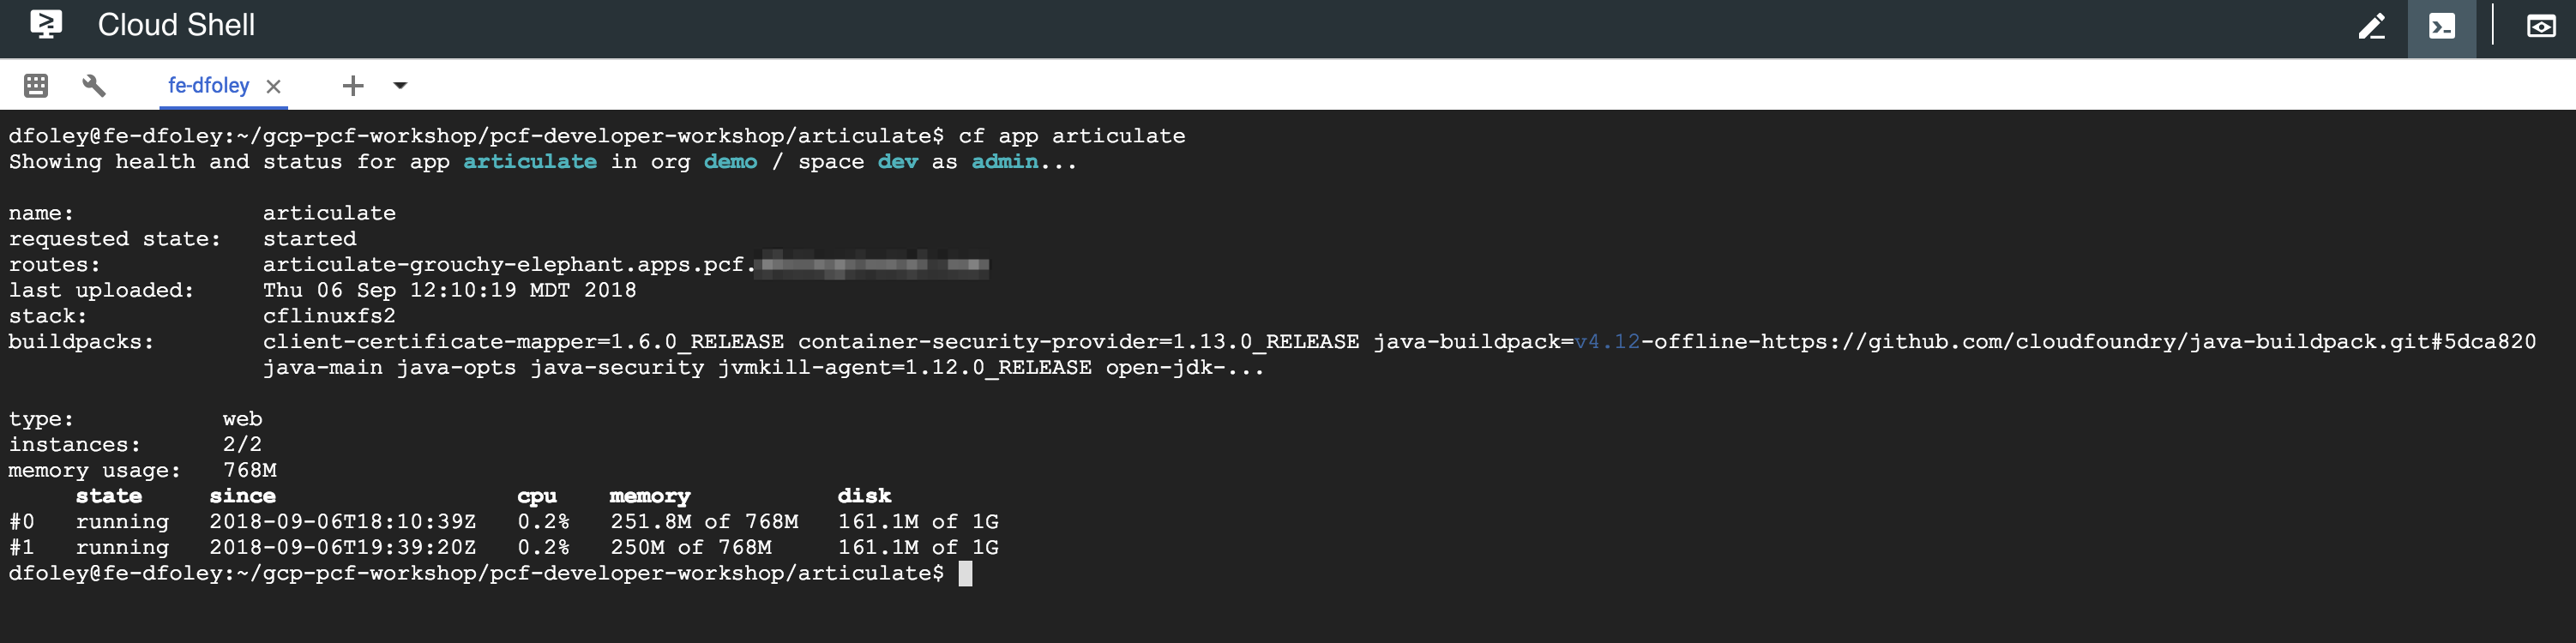 Cloud Shell
fe-dfoley
dfoley@fe-dfoley:~/gcp-pcf-workshop/pcf-developer-workshop/articulate$ cf app articulate
Showing health and status for app articulate in org demo / space dev as admin...
name: articulate
requested state: started
routes: articulate-grouchy-elephant.apps.pcf.
last uploaded: Thu 06 Sep 12:10:19 MDT 2018
stack: cflinuxfs2
buildpacks: client-certificate-mapper=1.6.0_RELEASE container-security-provider=1.13.0_RELEASE java-buildpack=v4.12-offline-https://github.com/cloudfoundry/java-buildpack.git#5dca820
java-main java-opts java-security jvmkill-agent=1.12.0_RELEASE open-jdk-...
type: web
instances: 2/2
memory usage: 768M
state since cpu memory disk
#0 running 2018-09-06T18:10:39Z 0.2% 251.8M of 768M 161.1M of 1G
#1 running 2018-09-06T19:39:20Z 0.2% 250M of 768M 161.1M of 1G
dfoley@fe-dfoley:~/gcp-pcf-workshop/pcf-developer-workshop/articulate$